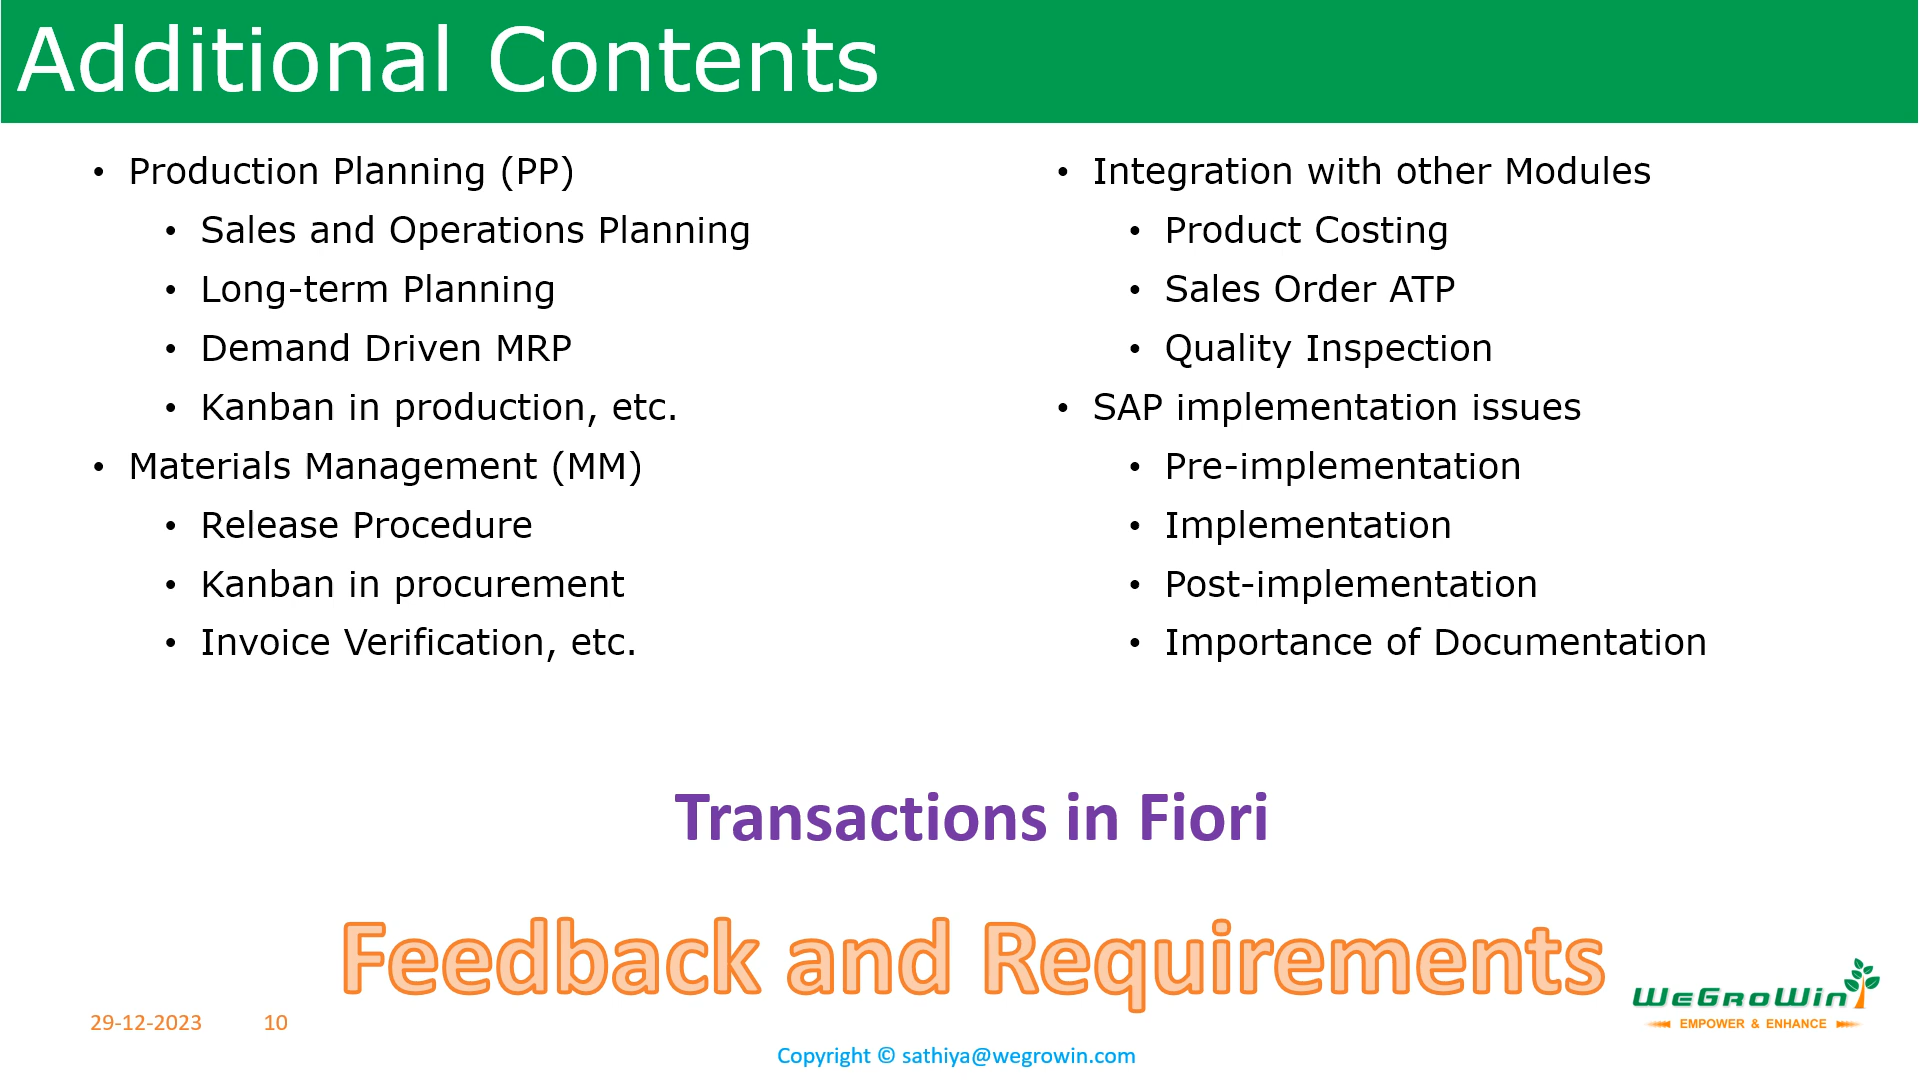 Additional Contents
• Production Planning (PP)
• Sales and Operations Planning
• Long-term Planning
• Demand Driven MRP
• Kanban in production, etc.
• Materials Management (MM)
• Release Procedure
• Kanban in procurement
• Invoice Verification, etc.
• Integration with other Modules
• Product Costing
• Sales Order ATP
• Quality Inspection
• SAP implementation issues
• Pre-implementation
• Implementation
• Post-implementation
• Importance of Documentation
Transactions in Fiori
Feedback and Requirements
29-12-2023 10
Copyright © sathiya@wegrowin.com
WeGroWin
EMPOWER & ENHANCE